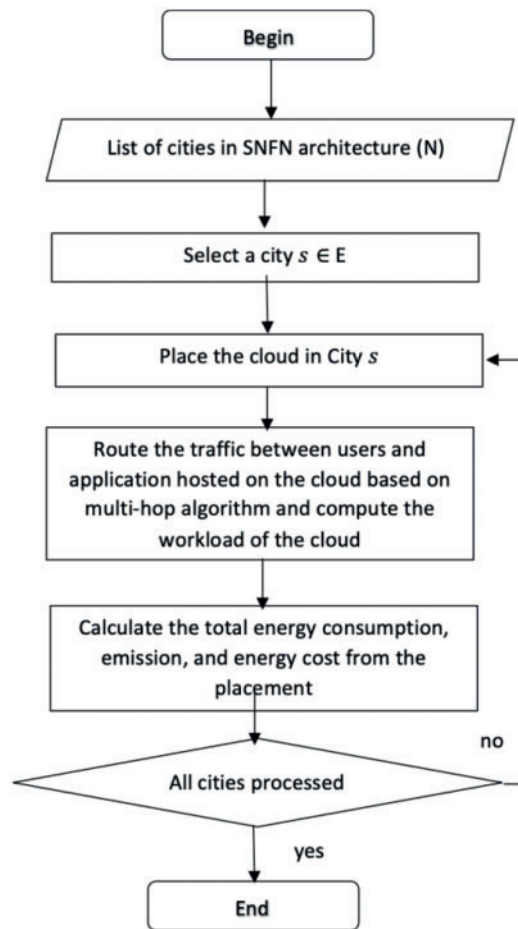 Begin
List of cities in SNFN architecture (N)
Select a city s ∈ E
Place the cloud in City s
Route the traffic between users and
application hosted on the cloud based on
multi-hop algorithm and compute the
workload of the cloud
Calculate the total energy consumption,
emission, and energy cost from the
placement
no
All cities processed
yes
End